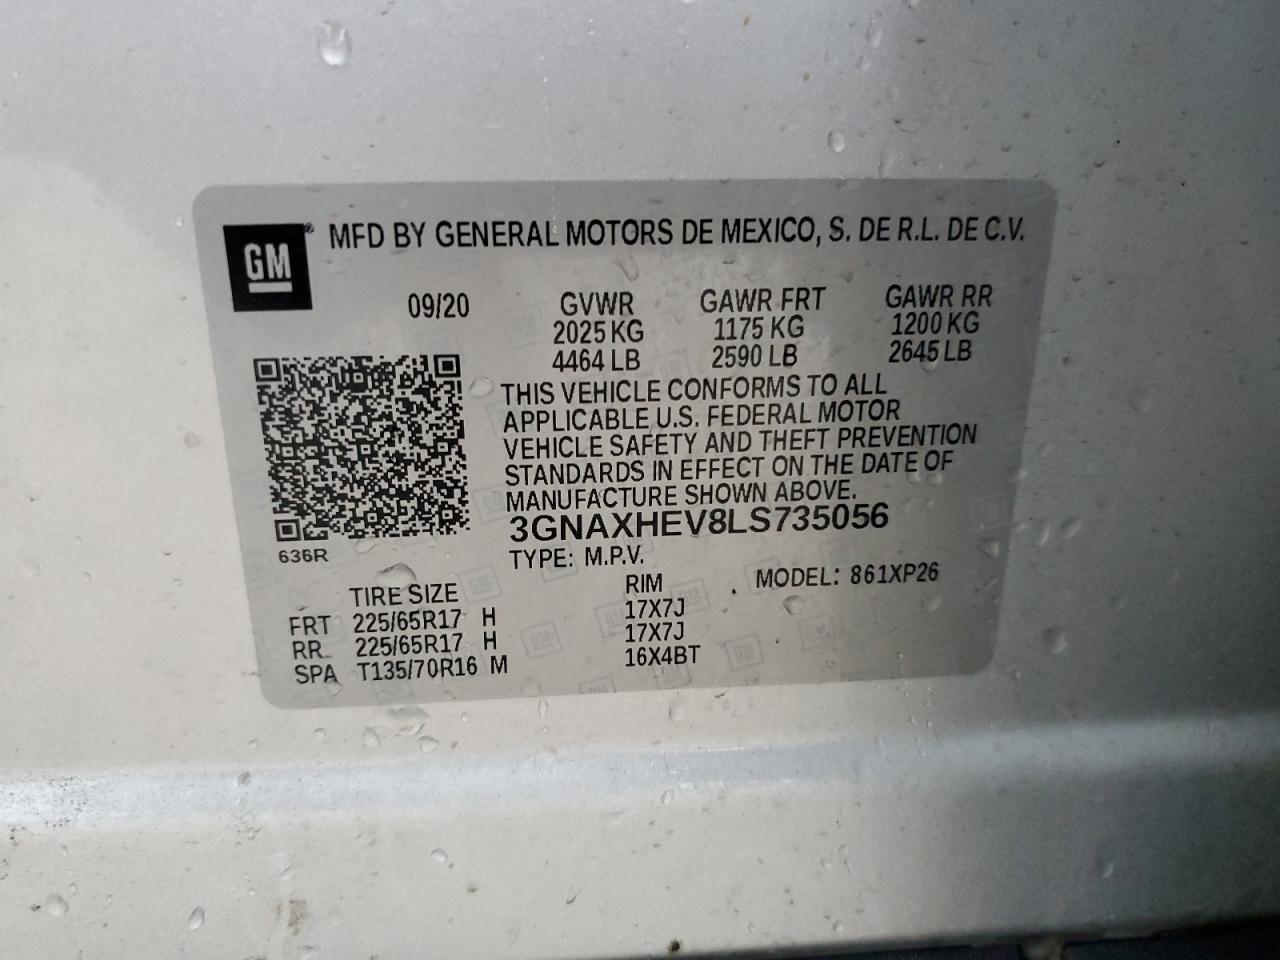 GM® MFD BY GENERAL MOTORS DE MEXICO, S. DE R.L. DE C.V.
09/20 GVWR GAWR FRT GAWR RR
2025 KG 1175 KG 1200 KG
4464 LB 2590 LB 2645 LB
THIS VEHICLE CONFORMS TO ALL
APPLICABLE U.S. FEDERAL MOTOR
VEHICLE SAFETY AND THEFT PREVENTION
STANDARDS IN EFFECT ON THE DATE OF
MANUFACTURE SHOWN ABOVE.
3GNAXHEV8LS735056
636R TYPE: M.P.V.
MODEL: 861XP26
TIRE SIZE RIM
FRT 225/65R17 H 17X7J
RR 225/65R17 H 17X7J
SPA T135/70R16 M 16X4BT